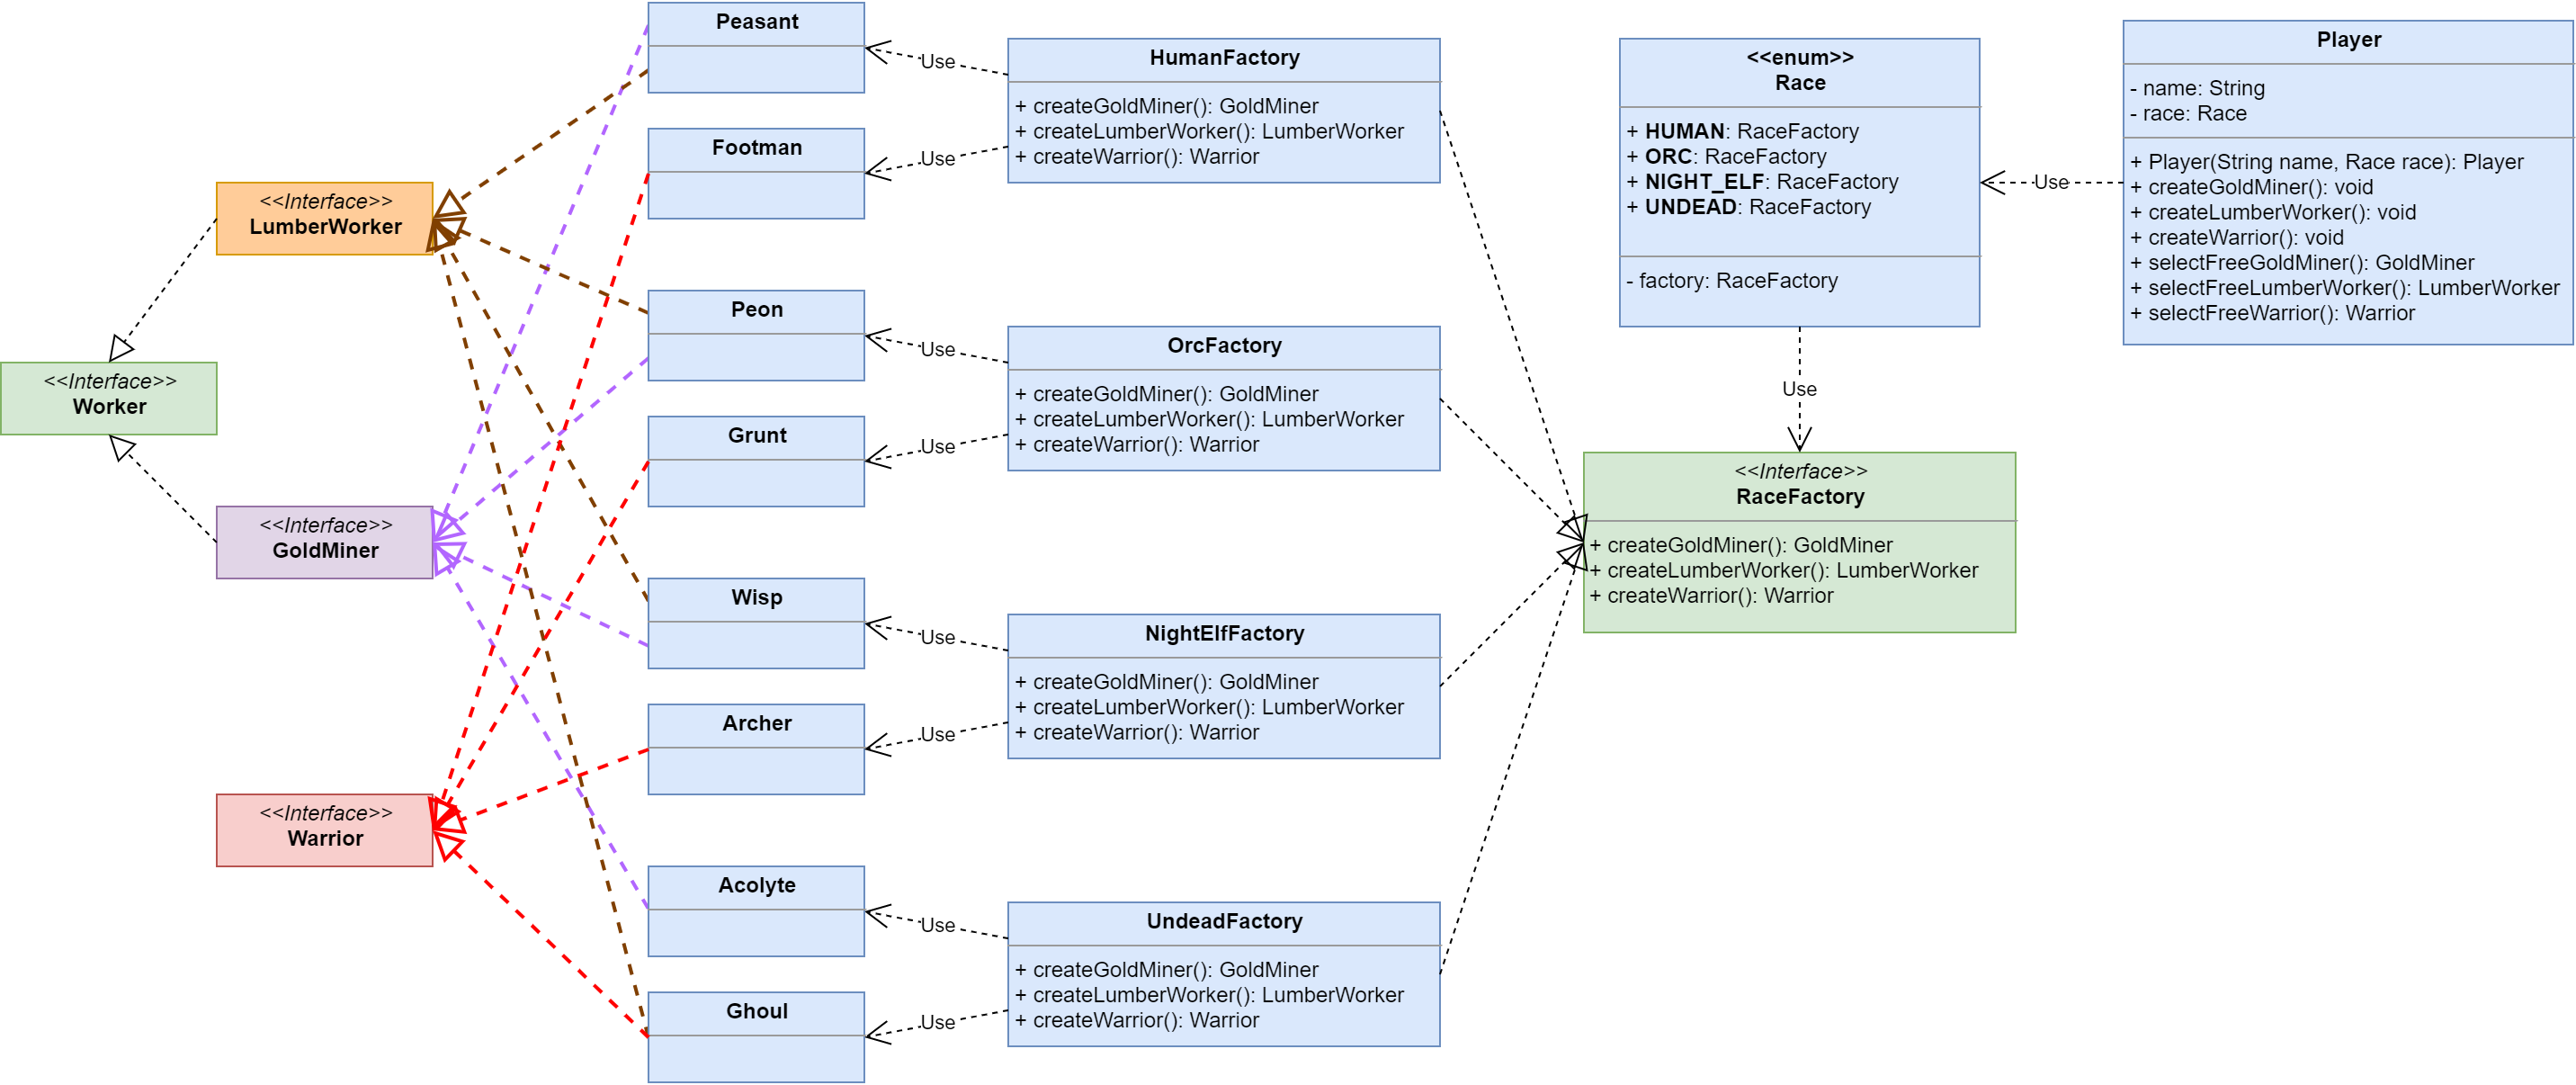 <<Interface>>
Worker
<<Interface>>
LumberWorker
<<Interface>>
GoldMiner
<<Interface>>
Warrior
Peasant
Footman
Peon
Grunt
Wisp
Archer
Acolyte
Ghoul
Use
Use
Use
Use
Use
Use
Use
Use
HumanFactory
+ createGoldMiner(): GoldMiner
+ createLumberWorker(): LumberWorker
+ createWarrior(): Warrior
OrcFactory
+ createGoldMiner(): GoldMiner
+ createLumberWorker(): LumberWorker
+ createWarrior(): Warrior
NightElfFactory
+ createGoldMiner(): GoldMiner
+ createLumberWorker(): LumberWorker
+ createWarrior(): Warrior
UndeadFactory
+ createGoldMiner(): GoldMiner
+ createLumberWorker(): LumberWorker
+ createWarrior(): Warrior
<<enum>>
Race
+ HUMAN: RaceFactory
+ ORC: RaceFactory
+ NIGHT_ELF: RaceFactory
+ UNDEAD: RaceFactory
- factory: RaceFactory
Use
<<Interface>>
RaceFactory
+ createGoldMiner(): GoldMiner
+ createLumberWorker(): LumberWorker
+ createWarrior(): Warrior
Use
Player
- name: String
- race: Race
+ Player(String name, Race race): Player
+ createGoldMiner(): void
+ createLumberWorker(): void
+ createWarrior(): void
+ selectFreeGoldMiner(): GoldMiner
+ selectFreeLumberWorker(): LumberWorker
+ selectFreeWarrior(): Warrior